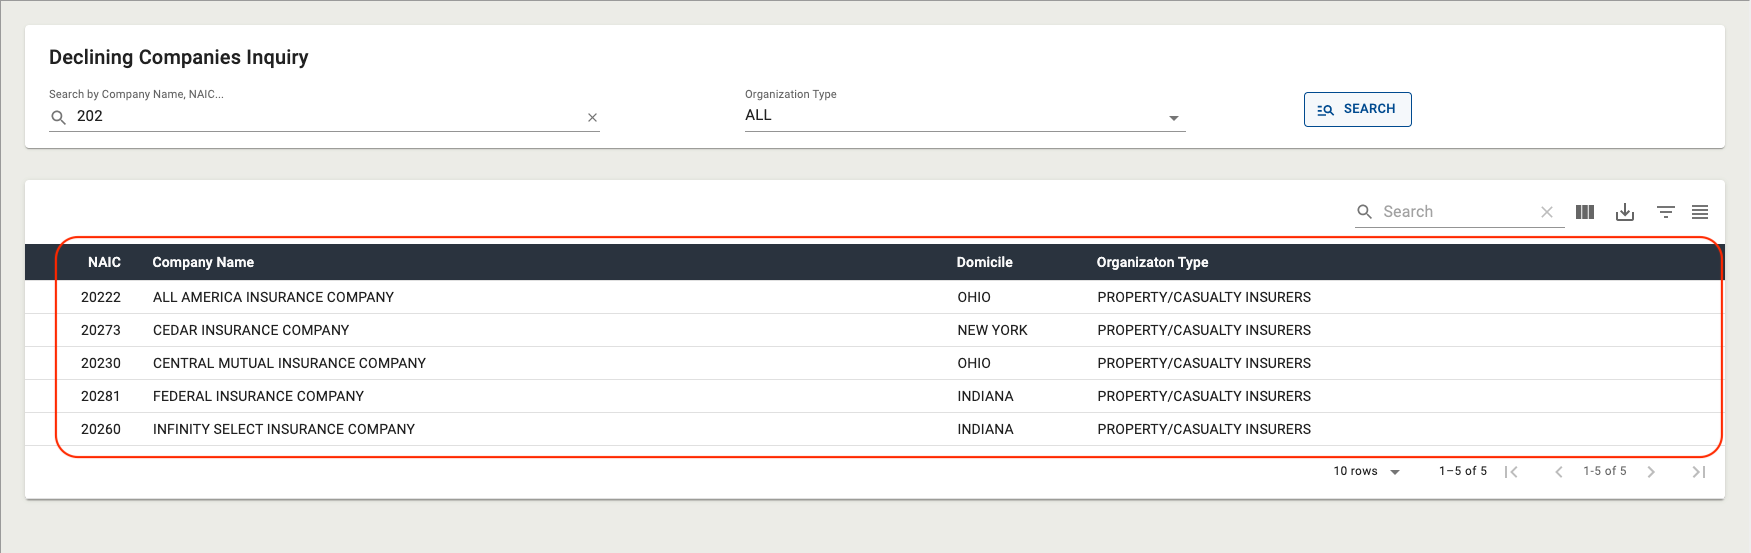 Declining Companies Inquiry
Search by Company Name, NAIC...
202
Organization Type
ALL
SEARCH
Search
NAIC Company Name Domicile Organizaton Type
20222 ALL AMERICA INSURANCE COMPANY OHIO PROPERTY/CASUALTY INSURERS
20273 CEDAR INSURANCE COMPANY NEW YORK PROPERTY/CASUALTY INSURERS
20230 CENTRAL MUTUAL INSURANCE COMPANY OHIO PROPERTY/CASUALTY INSURERS
20281 FEDERAL INSURANCE COMPANY INDIANA PROPERTY/CASUALTY INSURERS
20260 INFINITY SELECT INSURANCE COMPANY INDIANA PROPERTY/CASUALTY INSURERS
10 rows 1–5 of 5 1-5 of 5